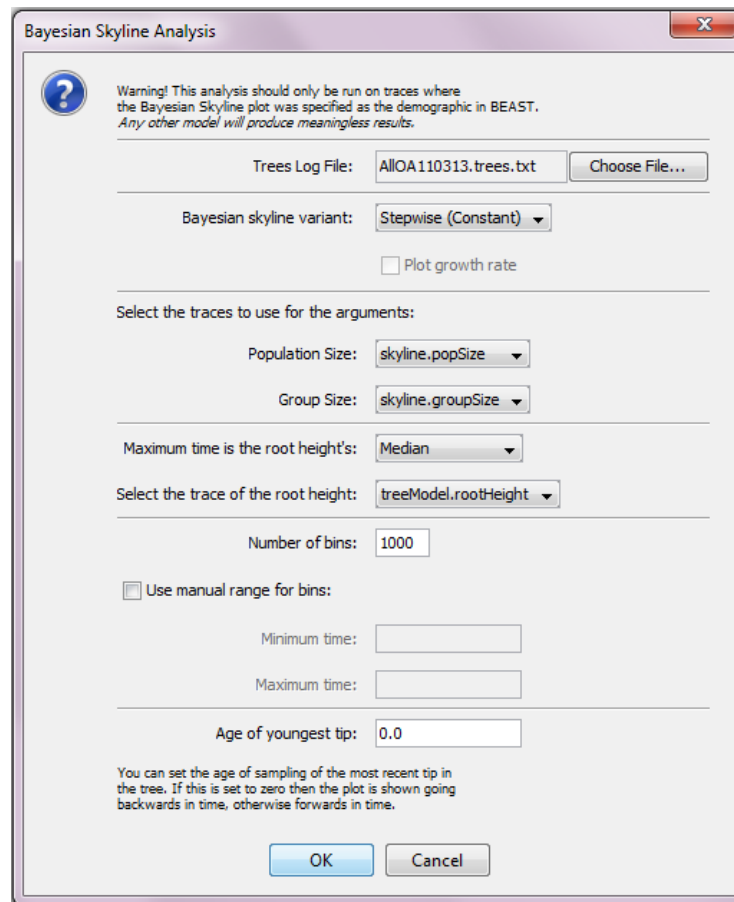 Bayesian Skyline Analysis
Warning! This analysis should only be run on traces where
the Bayesian Skyline plot was specified as the demographic in BEAST.
Any other model will produce meaningless results.
Trees Log File: AllOA110313.trees.txt Choose File...
Bayesian skyline variant: Stepwise (Constant)
Plot growth rate
Select the traces to use for the arguments:
Population Size: skyline.popSize
Group Size: skyline.groupSize
Maximum time is the root height's: Median
Select the trace of the root height: treeModel.rootHeight
Number of bins: 1000
Use manual range for bins:
Minimum time:
Maximum time:
Age of youngest tip: 0.0
You can set the age of sampling of the most recent tip in
the tree. If this is set to zero then the plot is shown going
backwards in time, otherwise forwards in time.
OK Cancel